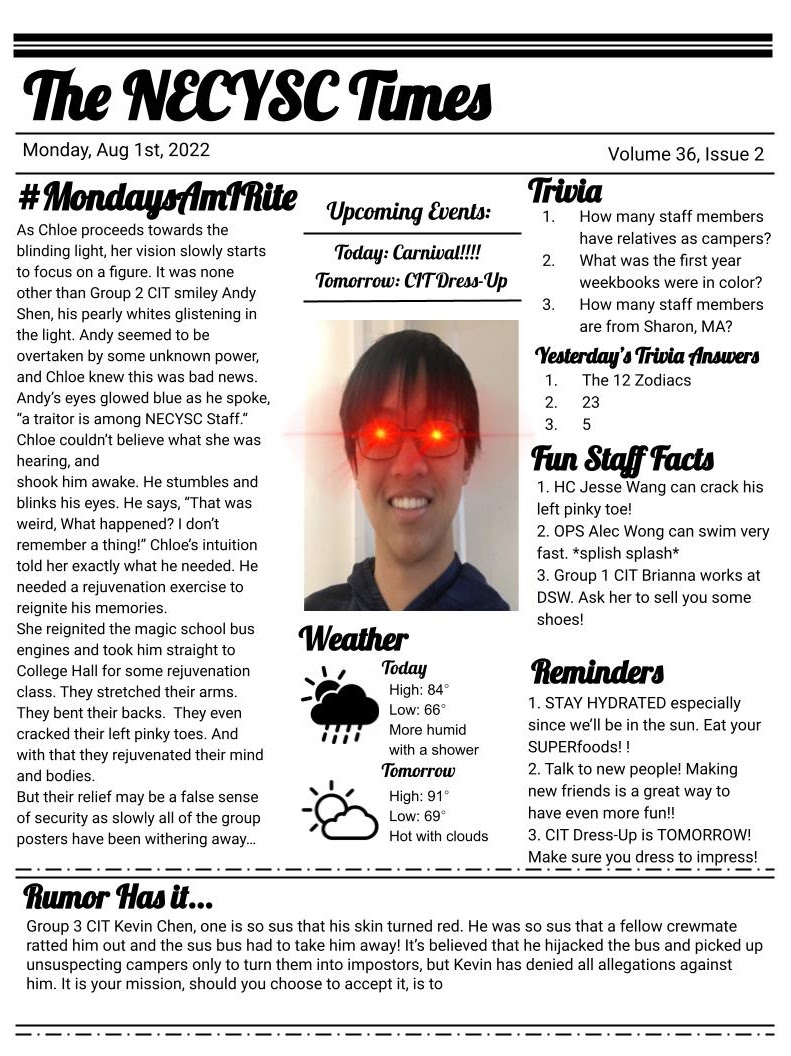 The NECYSC Times
Monday, Aug 1st, 2022
Volume 36, Issue 2
#MondaysAmIRite
As Chloe proceeds towards the
blinding light, her vision slowly starts
to focus on a figure. It was none
other than Group 2 CIT smiley Andy
Shen, his pearly whites glistening in
the light. Andy seemed to be
overtaken by some unknown power,
and Chloe knew this was bad news.
Andy's eyes glowed blue as he spoke,
“a traitor is among NECYSC Staff.“
Chloe couldn't believe what she was
hearing, and
shook him awake. He stumbles and
blinks his eyes. He says, “That was
weird, What happened? I don't
remember a thing!” Chloe's intuition
told her exactly what he needed. He
needed a rejuvenation exercise to
reignite his memories.
She reignited the magic school bus
engines and took him straight to
College Hall for some rejuvenation
class. They stretched their arms.
They bent their backs.  They even
cracked their left pinky toes. And
with that they rejuvenated their mind
and bodies.
But their relief may be a false sense
of security as slowly all of the group
posters have been withering away…
Upcoming Events:
Today: Carnival!!!!
Tomorrow: CIT Dress-Up
Weather
Today
High: 84°
Low: 66°
More humid
with a shower
Tomorrow
High: 91°
Low: 69°
Hot with clouds
Trivia
1. How many staff members
have relatives as campers?
2. What was the first year
weekbooks were in color?
3. How many staff members
are from Sharon, MA?
Yesterday's Trivia Answers
1. The 12 Zodiacs
2. 23
3. 5
Fun Staff Facts
1. HC Jesse Wang can crack his
left pinky toe!
2. OPS Alec Wong can swim very
fast. *splish splash*
3. Group 1 CIT Brianna works at
DSW. Ask her to sell you some
shoes!
Reminders
1. STAY HYDRATED especially
since we'll be in the sun. Eat your
SUPERfoods! !
2. Talk to new people! Making
new friends is a great way to
have even more fun!!
3. CIT Dress-Up is TOMORROW!
Make sure you dress to impress!
Rumor Has it...
Group 3 CIT Kevin Chen, one is so sus that his skin turned red. He was so sus that a fellow crewmate
ratted him out and the sus bus had to take him away! It's believed that he hijacked the bus and picked up
unsuspecting campers only to turn them into impostors, but Kevin has denied all allegations against
him. It is your mission, should you choose to accept it, is to